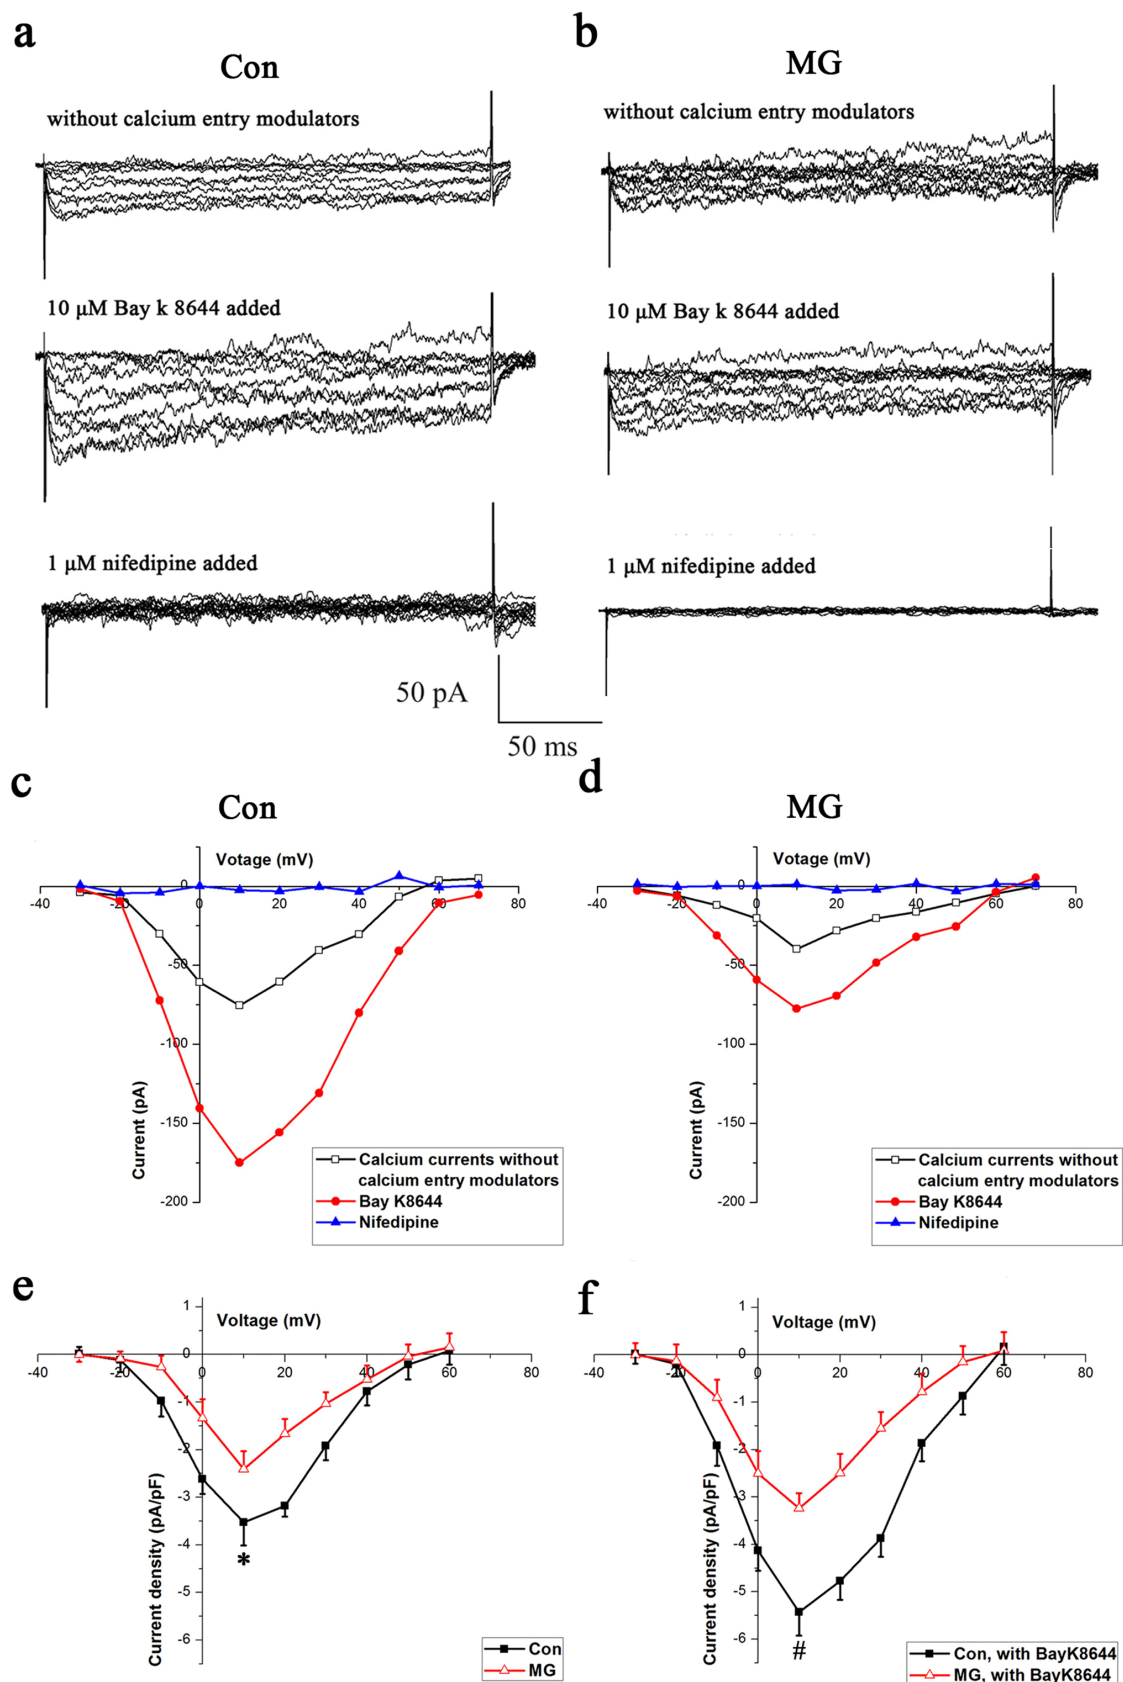 a
Con
without calcium entry modulators
10 μM Bay k 8644 added
1 μM nifedipine added
50 pA
50 ms
b
MG
without calcium entry modulators
10 μM Bay k 8644 added
1 μM nifedipine added
c
Con
Votage (mV)
-40 -20 0 20 40 60 80
0
-50
-100
-150
-200
Current (pA)
Calcium currents without
calcium entry modulators
Bay K8644
Nifedipine
d
MG
Votage (mV)
-40 -20 0 20 40 60 80
0
-50
-100
-150
-200
Current (pA)
Calcium currents without
calcium entry modulators
Bay K8644
Nifedipine
e
Voltage (mV)
1
0
-40 -20 0 20 40 60 80
-1
-2
-3
-4
-5
-6
Current density (pA/pF)
*
Con
MG
f
Voltage (mV)
1
0
-40 -20 0 20 40 60 80
-1
-2
-3
-4
-5
-6
Current density (pA/pF)
#
Con, with BayK8644
MG, with BayK8644